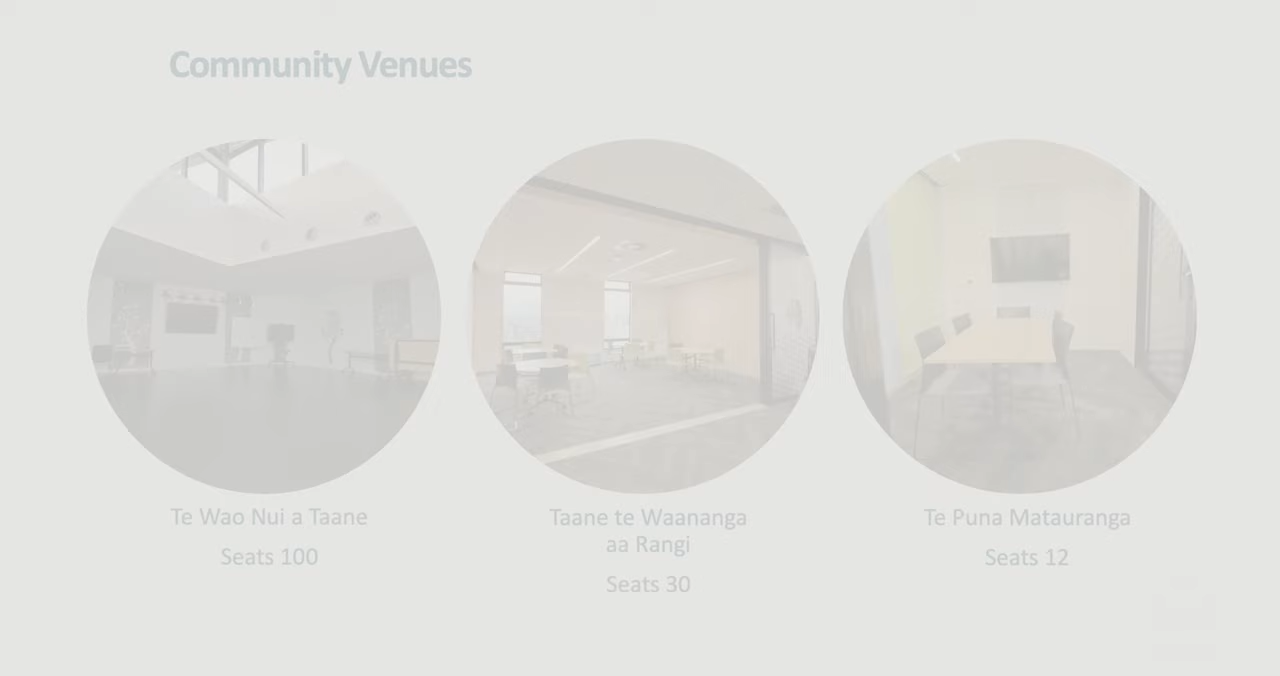 Community Venues
Te Wao Nui a Taane
Seats 100
Taane te Waananga
aa Rangi
Seats 30
Te Puna Matauranga
Seats 12